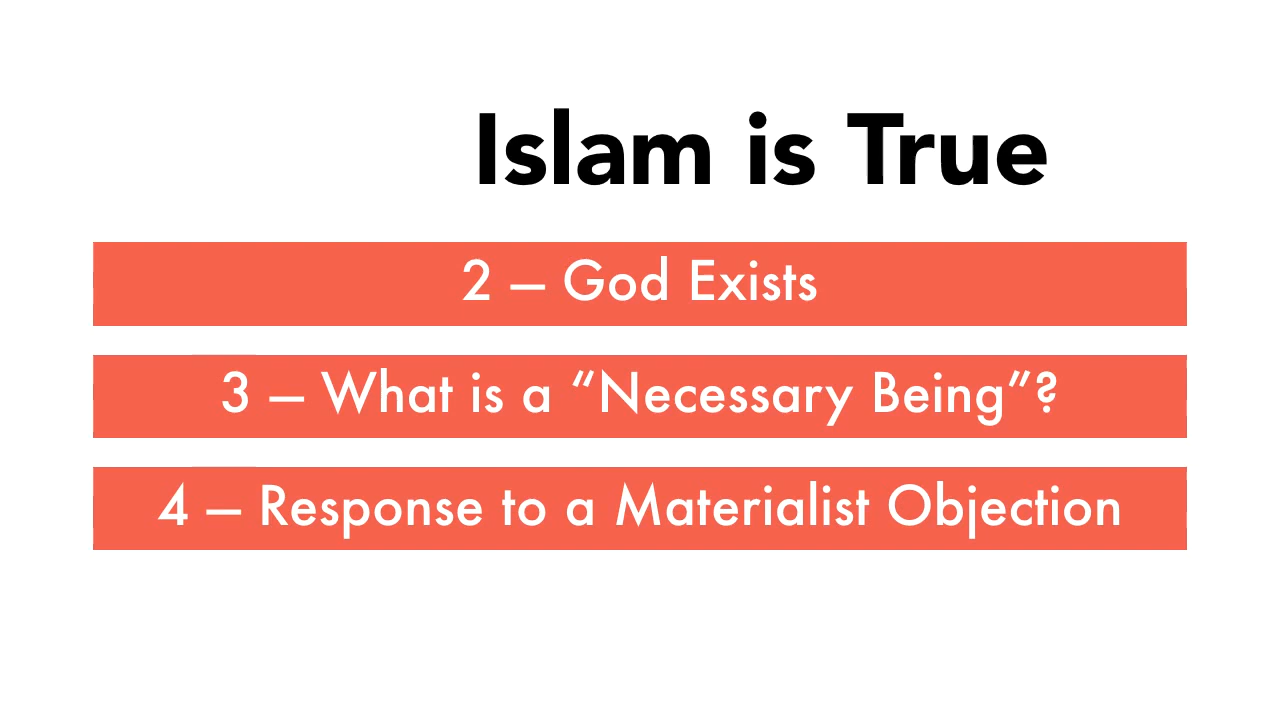 Islam is True
2 — God Exists
3 — What is a “Necessary Being”?
4 — Response to a Materialist Objection